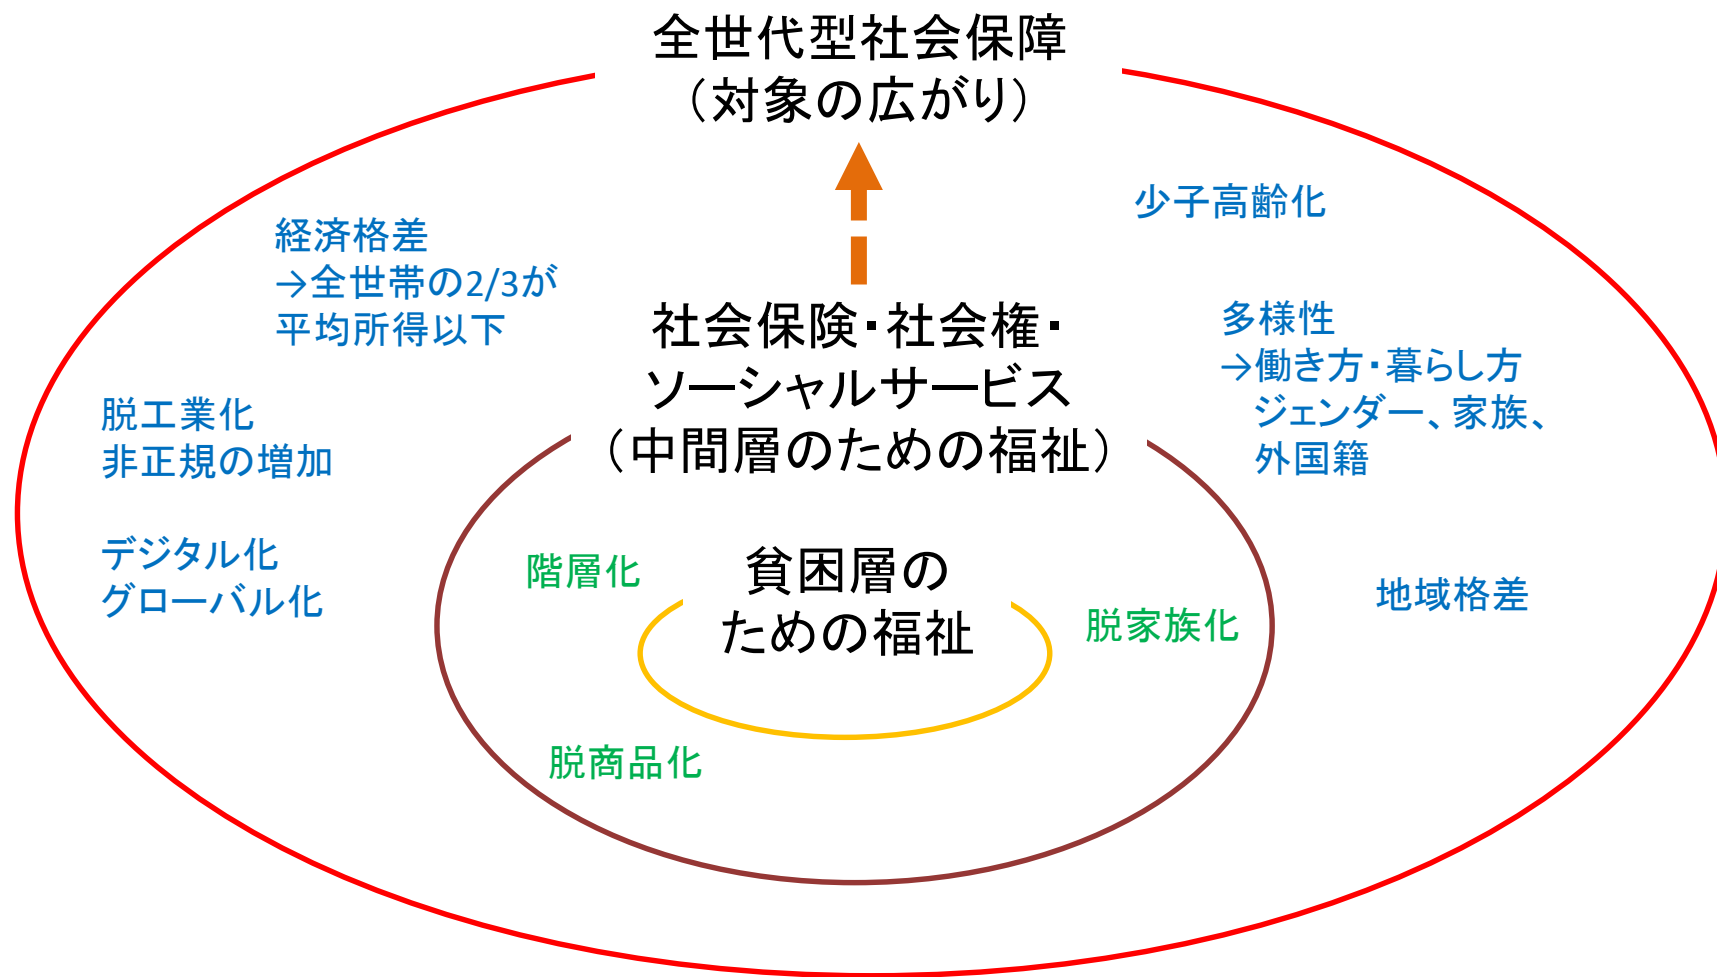 全世代型社会保障
（対象の広がり）
少子高齢化
経済格差
→全世帯の2/3が
平均所得以下
社会保険・社会権・
ソーシャルサービス
（中間層のための福祉）
多様性
→働き方・暮らし方
ジェンダー、家族、
外国籍
脱工業化
非正規の増加
デジタル化
グローバル化
階層化
貧困層の
ための福祉
脱家族化
地域格差
脱商品化